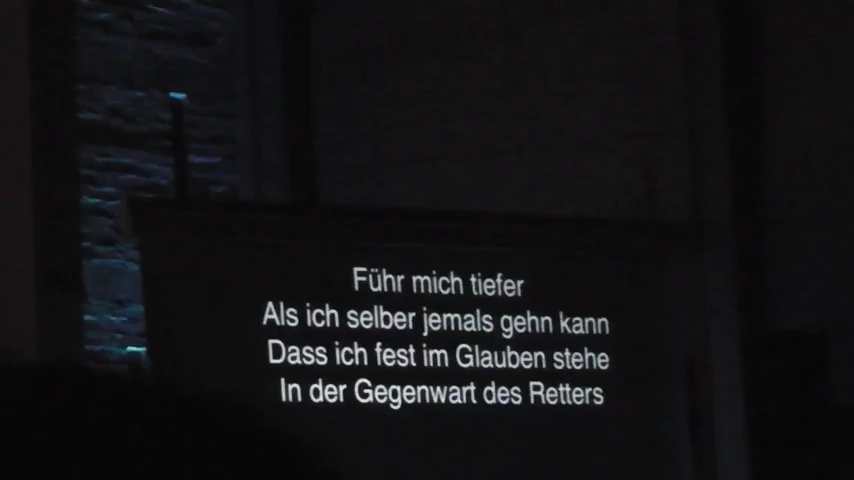 Führ mich tiefer
Als ich selber jemals gehn kann
Dass ich fest im Glauben stehe
In der Gegenwart des Retters